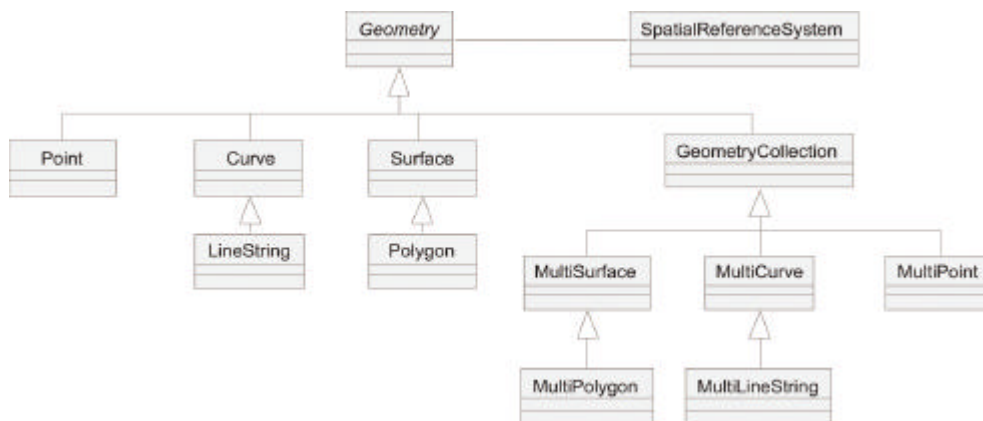 Geometry
SpatialReferenceSystem
Point
Curve
Surface
GeometryCollection
LineString
Polygon
MultiSurface
MultiCurve
MultiPoint
MultiPolygon
MultiLineString